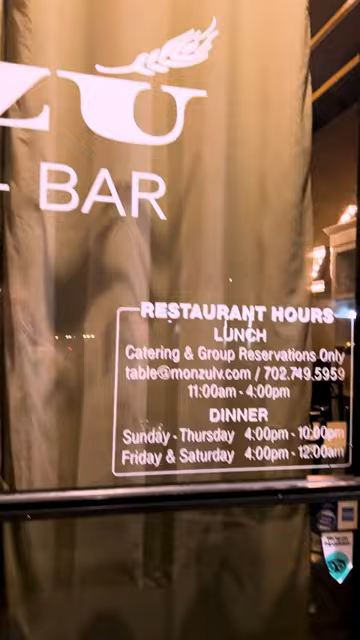 ZU
- BAR
RESTAURANT HOURS
LUNCH
Catering & Group Reservations Only
table@monzulv.com / 702.749.5959
11:00am - 4:00pm
DINNER
Sunday - Thursday 4:00pm - 10:00pm
Friday & Saturday 4:00pm - 12:00am